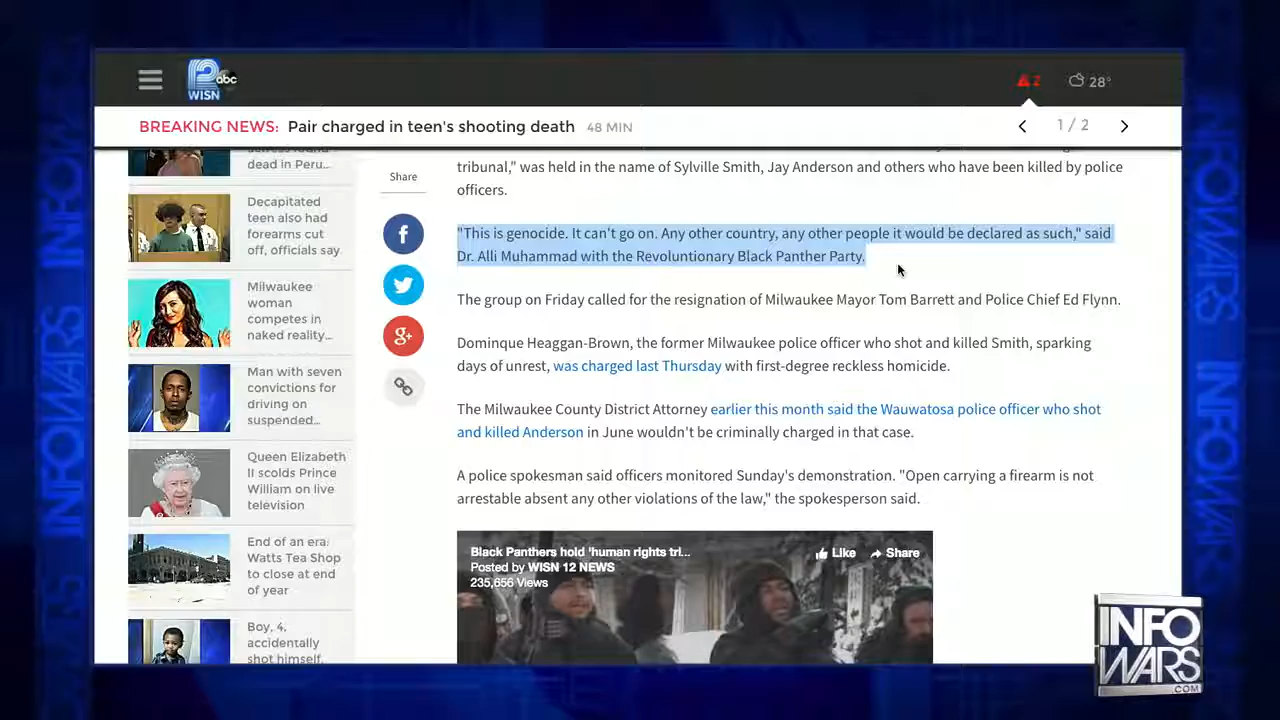 12
abc
WISN
2
28°
BREAKING NEWS: Pair charged in teen's shooting death 48 MIN
1 / 2
dead in Peru...
Decapitated
teen also had
forearms cut
off, officials say.
Milwaukee
woman
competes in
naked reality...
Man with seven
convictions for
driving on
suspended...
Queen Elizabeth
II scolds Prince
William on live
television
End of an era:
Watts Tea Shop
to close at end
of year
Boy, 4,
accidentally
shot himself,
Share
f
g+
tribunal," was held in the name of Sylville Smith, Jay Anderson and others who have been killed by police
officers.
"This is genocide. It can't go on. Any other country, any other people it would be declared as such," said
Dr. Alli Muhammad with the Revoluntionary Black Panther Party.
The group on Friday called for the resignation of Milwaukee Mayor Tom Barrett and Police Chief Ed Flynn.
Dominque Heaggan-Brown, the former Milwaukee police officer who shot and killed Smith, sparking
days of unrest, was charged last Thursday with first-degree reckless homicide.
The Milwaukee County District Attorney earlier this month said the Wauwatosa police officer who shot
and killed Anderson in June wouldn't be criminally charged in that case.
A police spokesman said officers monitored Sunday's demonstration. "Open carrying a firearm is not
arrestable absent any other violations of the law," the spokesperson said.
Black Panthers hold 'human rights tri...
Posted by WISN 12 NEWS
235,656 Views
Like
Share
INFOWARS
INFOWARS
INFO
WARS
.COM